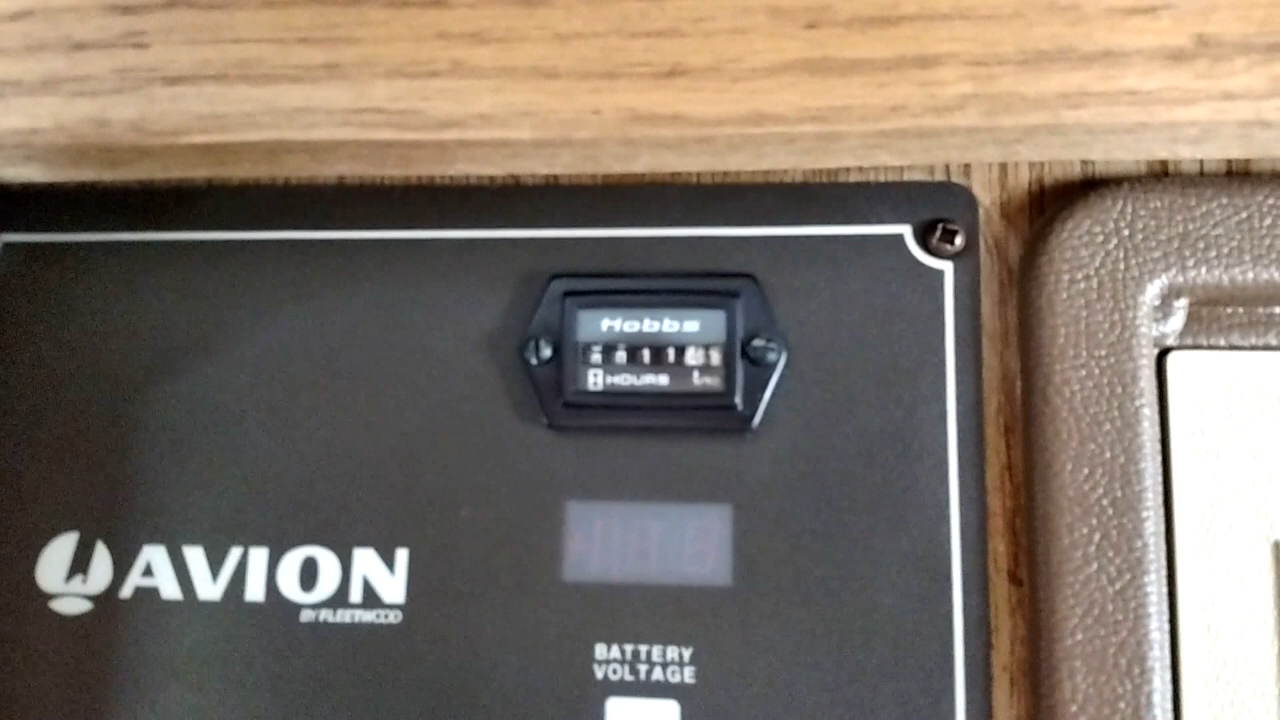 Hobbs
HOURS
AVION
BY FLEETWOOD
BATTERY
VOLTAGE